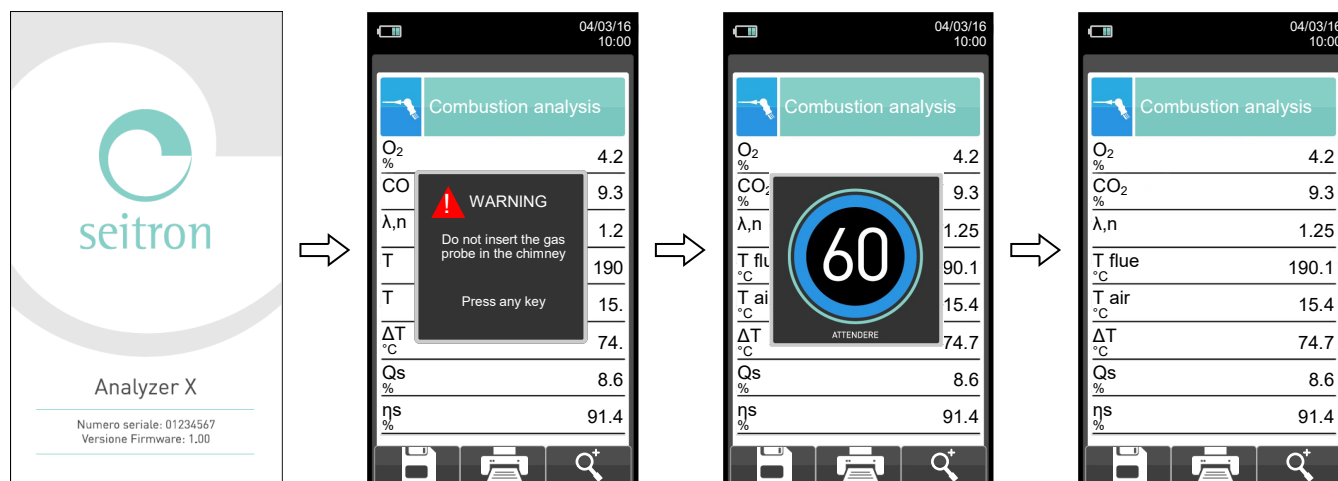 seitron
Analyzer X
Numero seriale: 01234567
Versione Firmware: 1.00
04/03/16
10:00
Combustion analysis
O2
%
4.2
CO
9.3
λ,n
1.2
T
190
T
15.
ΔT
°C
74.
Qs
%
8.6
ηs
%
91.4
WARNING
Do not insert the gas
probe in the chimney
Press any key
04/03/16
10:00
Combustion analysis
O2
%
4.2
CO2
%
9.3
λ,n
1.25
T flu
°C
90.1
T ai
°C
15.4
ΔT
°C
74.7
Qs
%
8.6
ηs
%
91.4
60
ATTENDERE
04/03/16
10:00
Combustion analysis
O2
%
4.2
CO2
%
9.3
λ,n
1.25
T flue
°C
190.1
T air
°C
15.4
ΔT
°C
74.7
Qs
%
8.6
ηs
%
91.4